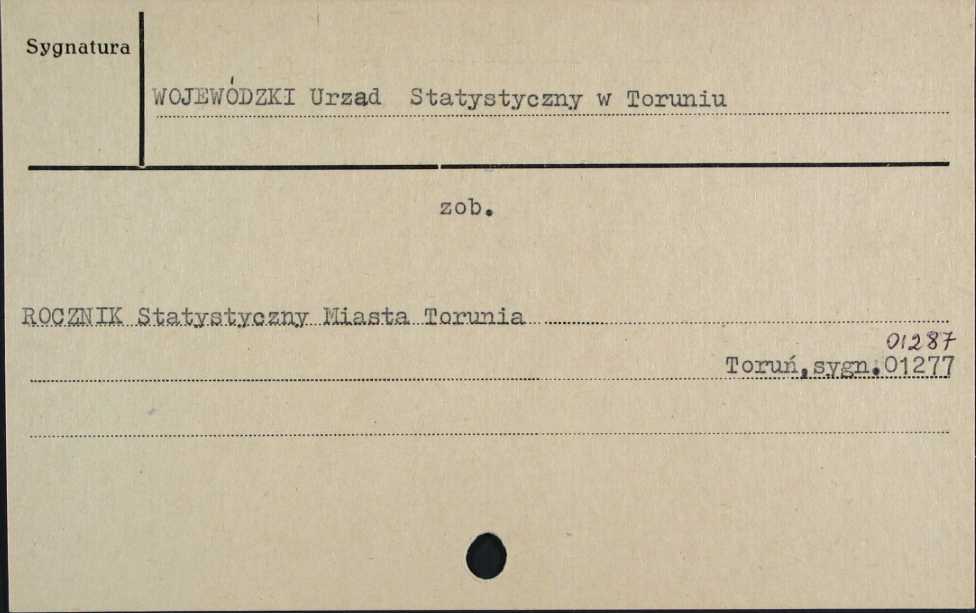 Sygnatura
WOJEWÓDZKI Urząd Statystyczny w Toruniu
zob.
ROCZNIK Statystyczny Miasta Torunia
01287
Toruń,sygn.01277